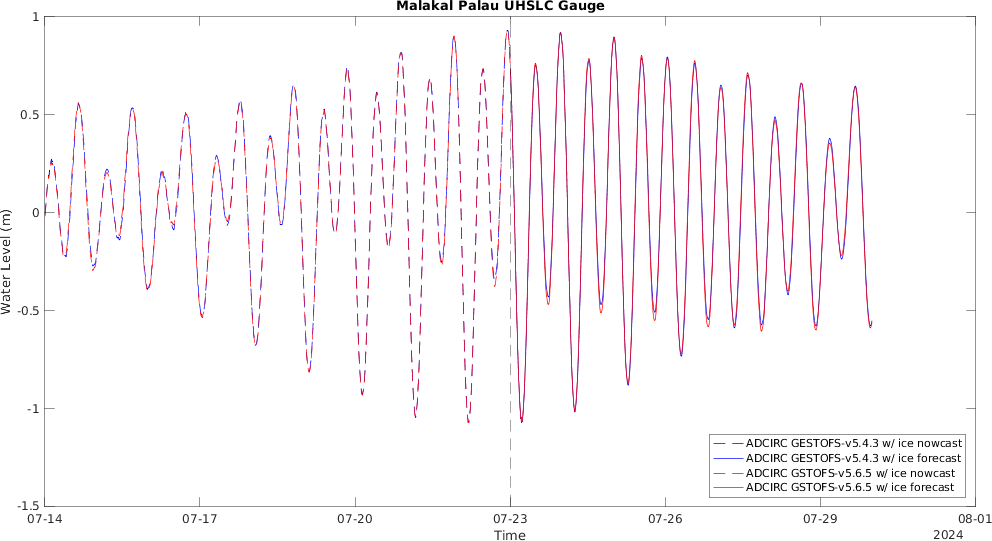 Malakal Palau UHSLC Gauge
1
0.5
0
-0.5
-1
-1.5
Water Level (m)
ADCIRC GESTOFS-v5.4.3 w/ ice nowcast
ADCIRC GESTOFS-v5.4.3 w/ ice forecast
ADCIRC GSTOFS-v5.6.5 w/ ice nowcast
ADCIRC GSTOFS-v5.6.5 w/ ice forecast
07-14 07-17 07-20 07-23 07-26 07-29 08-01
Time
2024